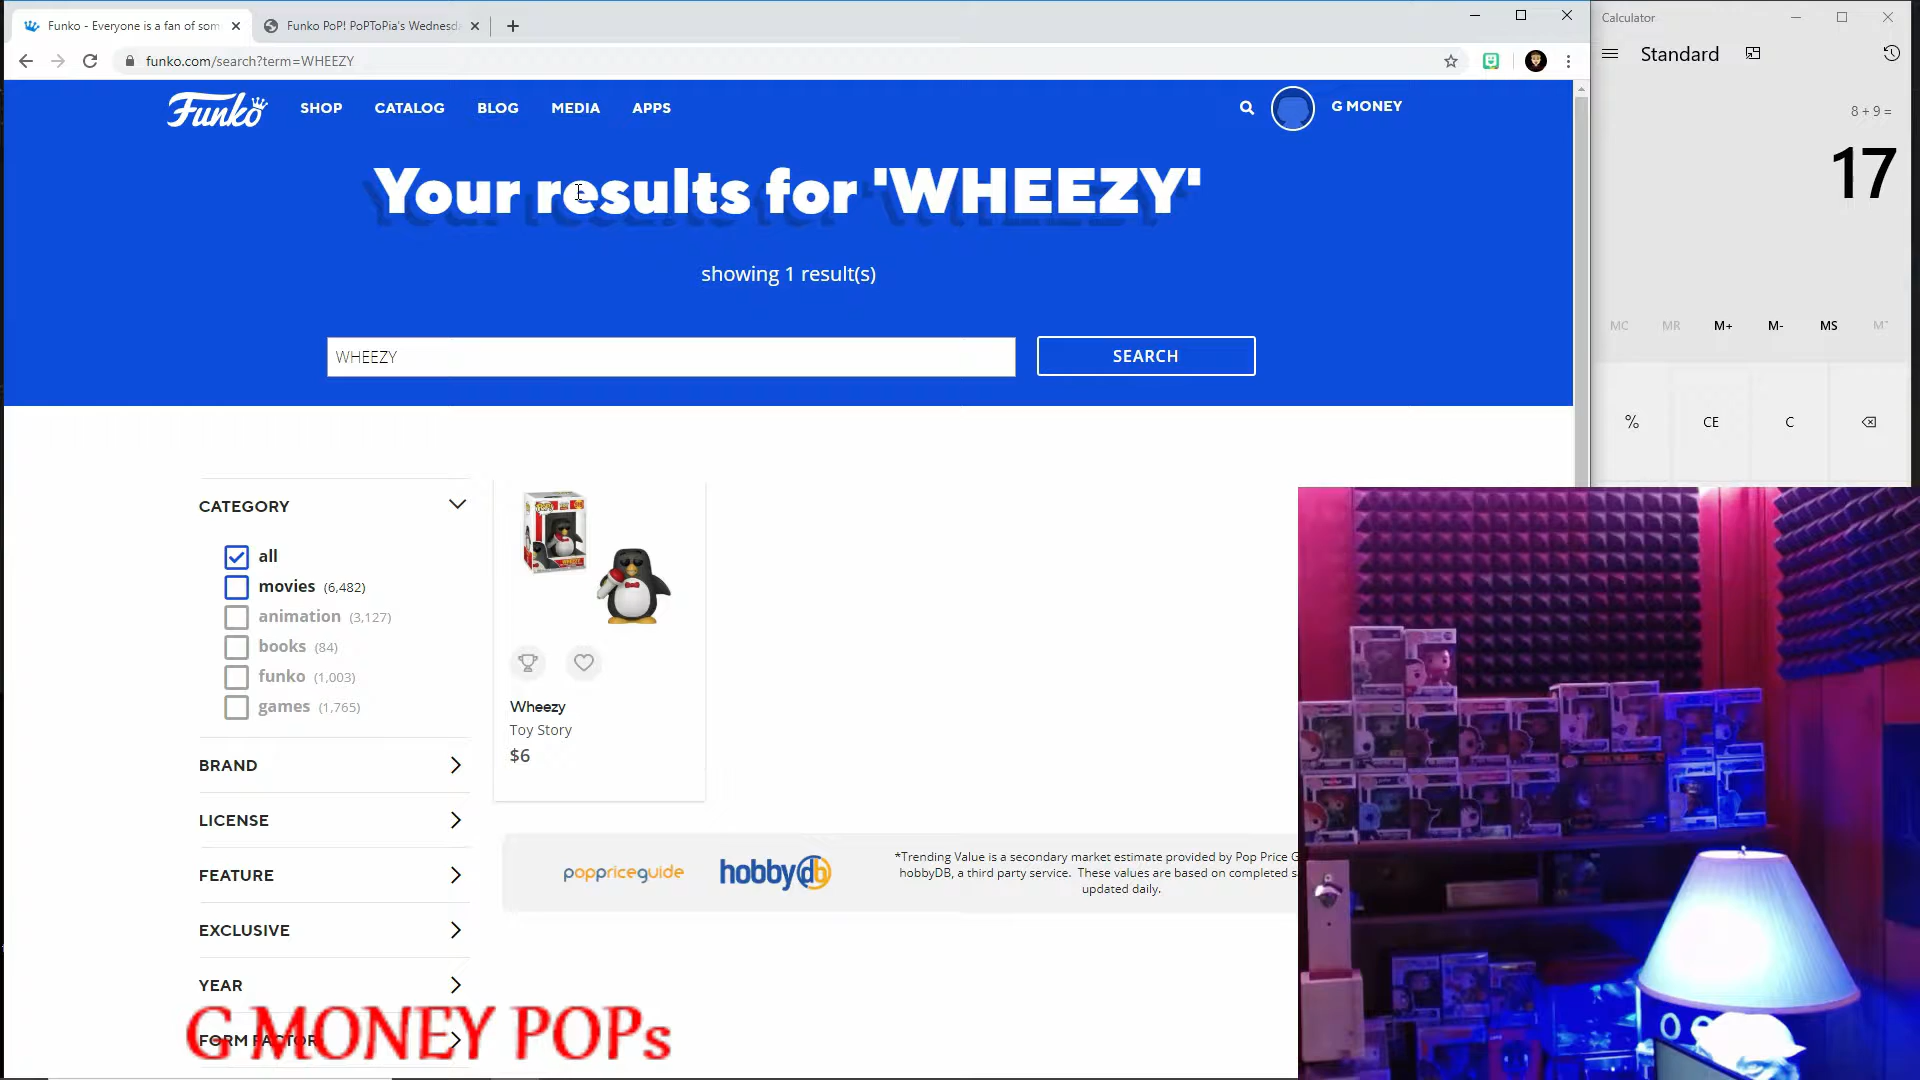 Funko - Everyone is a fan of som
Funko PoP! PoPToPia's Wednesd
funko.com/search?term=WHEEZY
Funko
SHOP
CATALOG
BLOG
MEDIA
APPS
G MONEY
Your results for 'WHEEZY'
showing 1 result(s)
WHEEZY
SEARCH
CATEGORY
all
movies (6,482)
animation (3,127)
books (84)
funko (1,003)
games (1,765)
BRAND
LICENSE
FEATURE
EXCLUSIVE
YEAR
FORM FACTOR
Wheezy
Toy Story
$6
poppriceguide
hobbydb
*Trending Value is a secondary market estimate provided by Pop Price G
hobbyDB, a third party service. These values are based on completed s
updated daily.
G MONEY POPs
Calculator
Standard
8 + 9 =
17
MC
MR
M+
M-
MS
%
CE
C